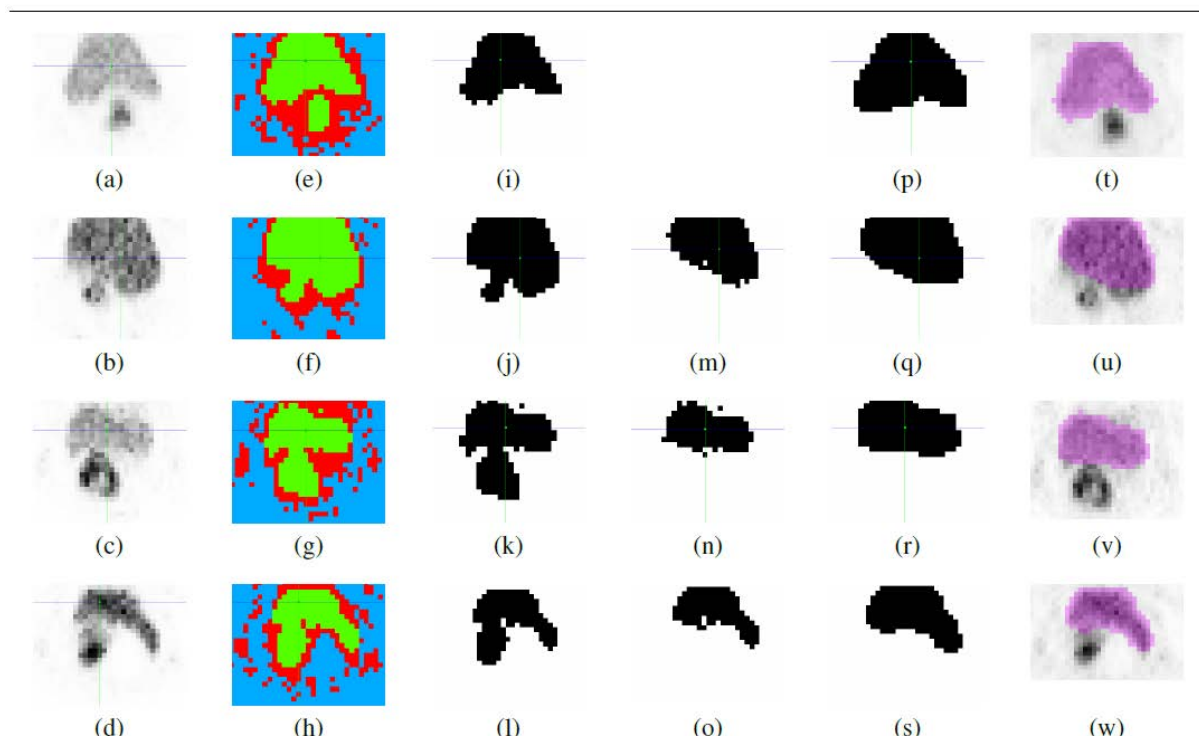 (a) (e) (i) (p) (t)
(b) (f) (j) (m) (q) (u)
(c) (g) (k) (n) (r) (v)
(d) (h) (l) (o) (s) (w)